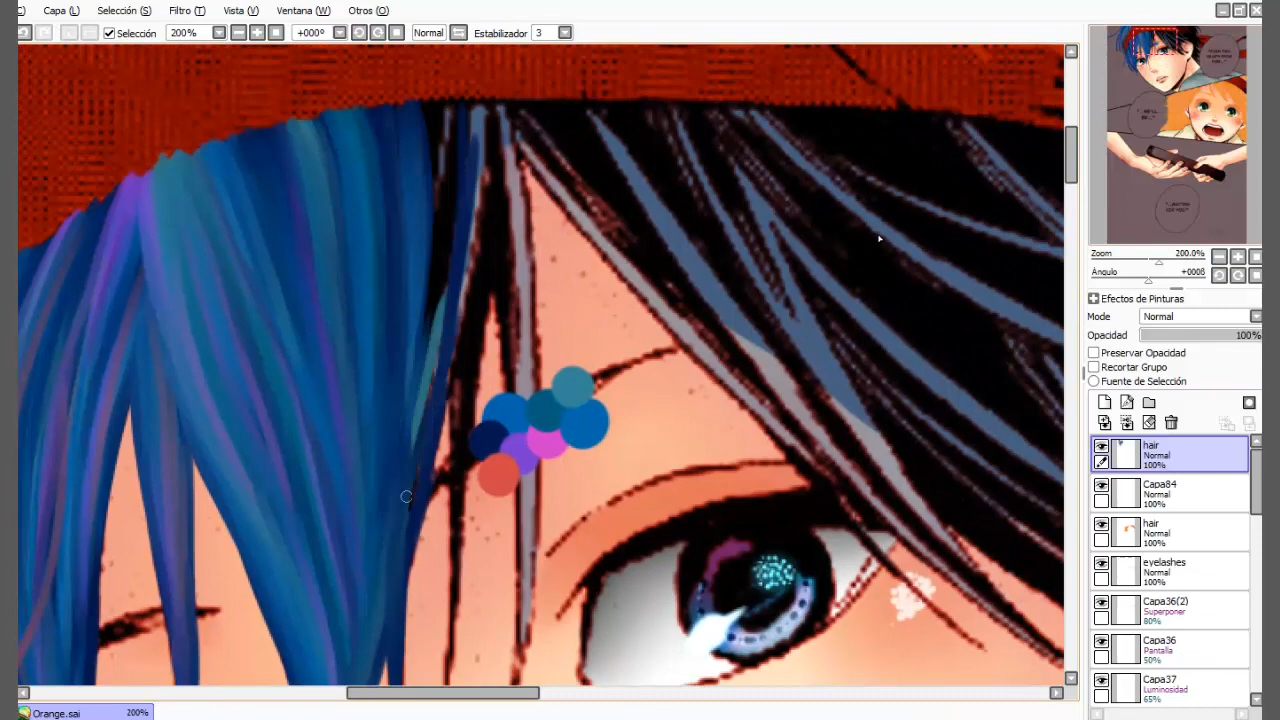 Capa (L) Selección (S) Filtro (T) Vista (V) Ventana (W) Otros (O)
Selección 200% +000º Normal Estabilizador 3
Zoom 200.0%
Ángulo +000ß
Efectos de Pinturas
Mode Normal
Opacidad 100%
Preservar Opacidad
Recortar Grupo
Fuente de Selección
hair
Normal
100%
Capa84
Normal
100%
hair
Normal
100%
eyelashes
Normal
100%
Capa36(2)
Superponer
80%
Capa36
Pantalla
50%
Capa37
Luminosidad
65%
Orange.sai 200%